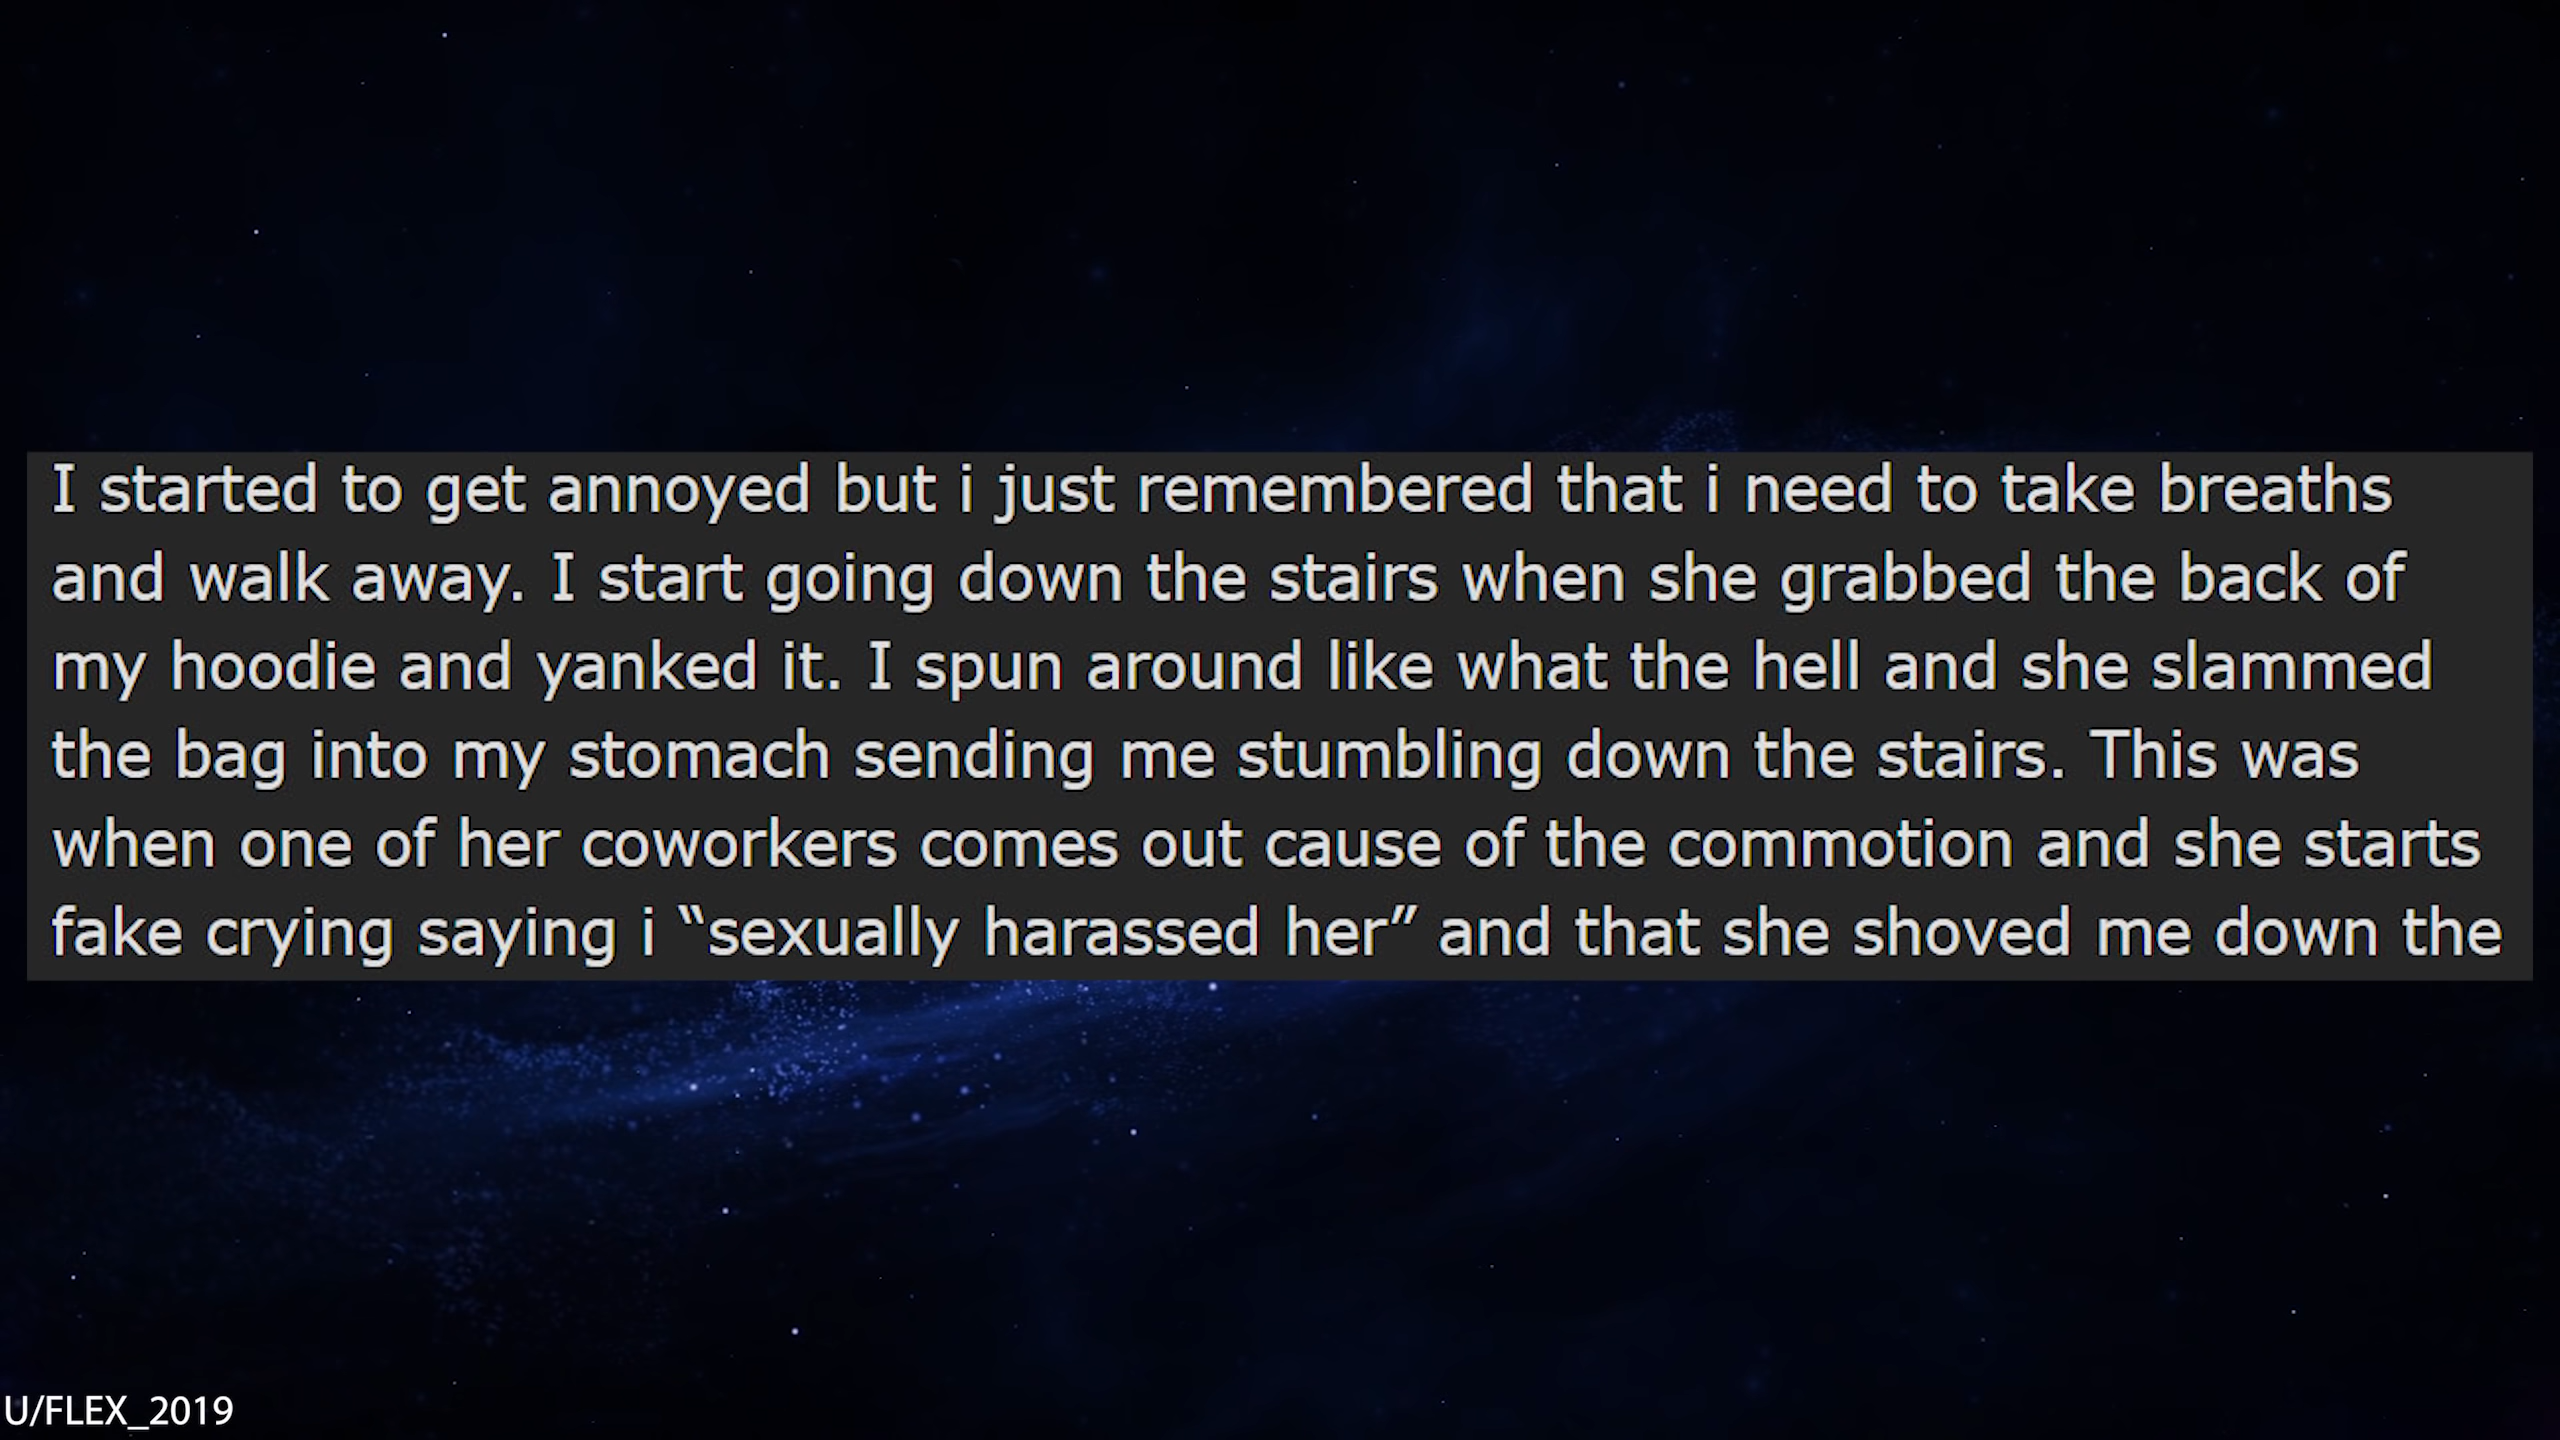 I started to get annoyed but i just remembered that i need to take breaths
and walk away. I start going down the stairs when she grabbed the back of
my hoodie and yanked it. I spun around like what the hell and she slammed
the bag into my stomach sending me stumbling down the stairs. This was
when one of her coworkers comes out cause of the commotion and she starts
fake crying saying i “sexually harassed her” and that she shoved me down the
U/FLEX_2019